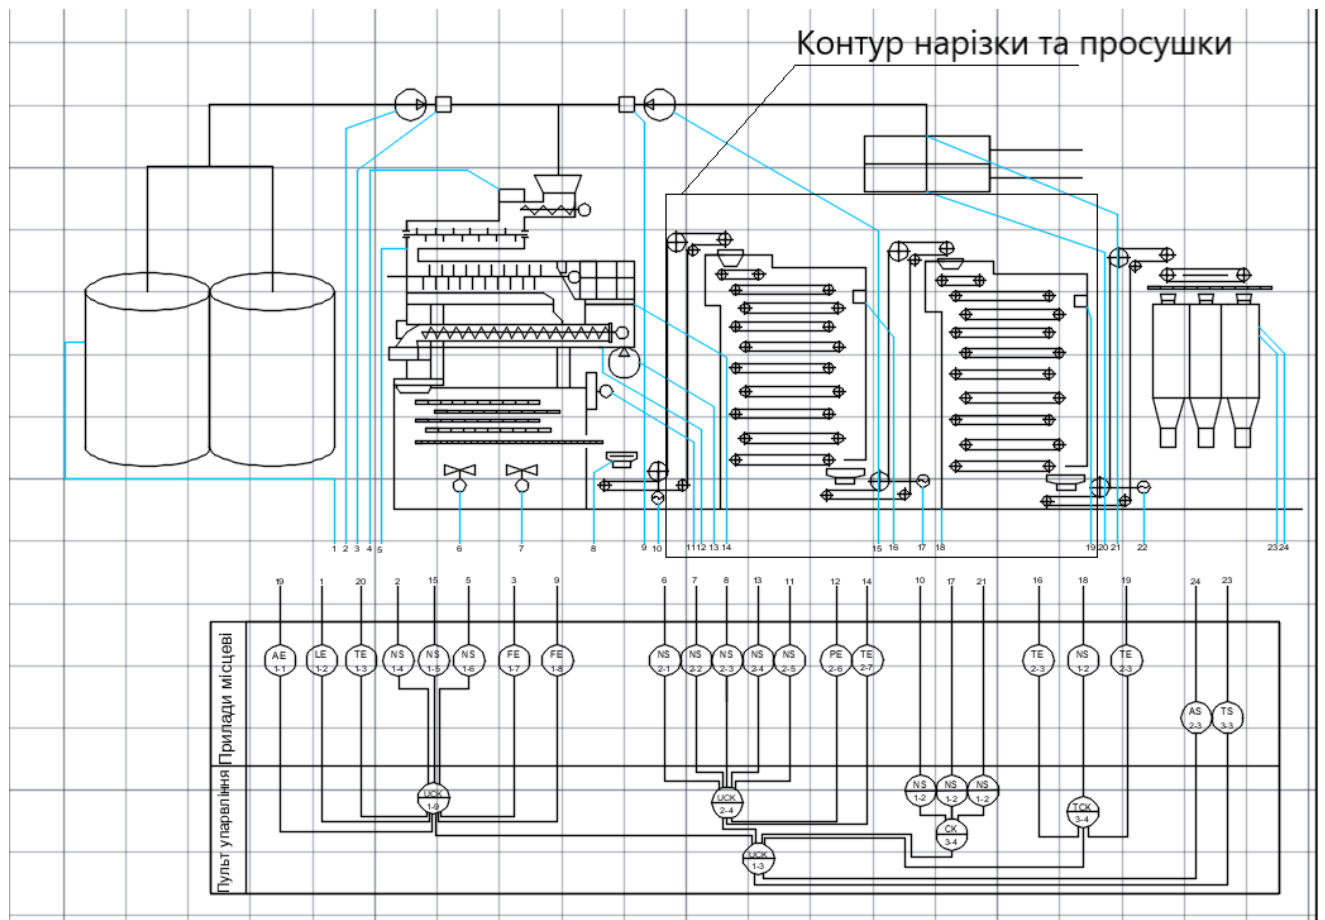 Контур нарізки та просушки
1 2 3 4 5 6 7 8 9 10 11 12 13 14 15 16 17 18 19 20 21 22 23 24
19 1 20 2 15 5 3 9 6 7 8 13 11 12 14 10 17 21 16 18 19 24 23
Прилади місцеві
AE 1-1
LE 1-2
TE 1-3
NS 1-4
NS 1-5
NS 1-6
FE 1-7
FE 1-8
NS 2-1
NS 2-2
NS 2-3
NS 2-4
NS 2-5
PE 2-6
TE 2-7
TE 2-3
NS 1-2
TE 2-3
AS 2-3
TS 3-3
Пульт упарвління
UCK 1-9
UCK 2-4
NS 1-2
NS 1-2
NS 1-2
TCK 3-4
CK 3-4
UCK 1-3